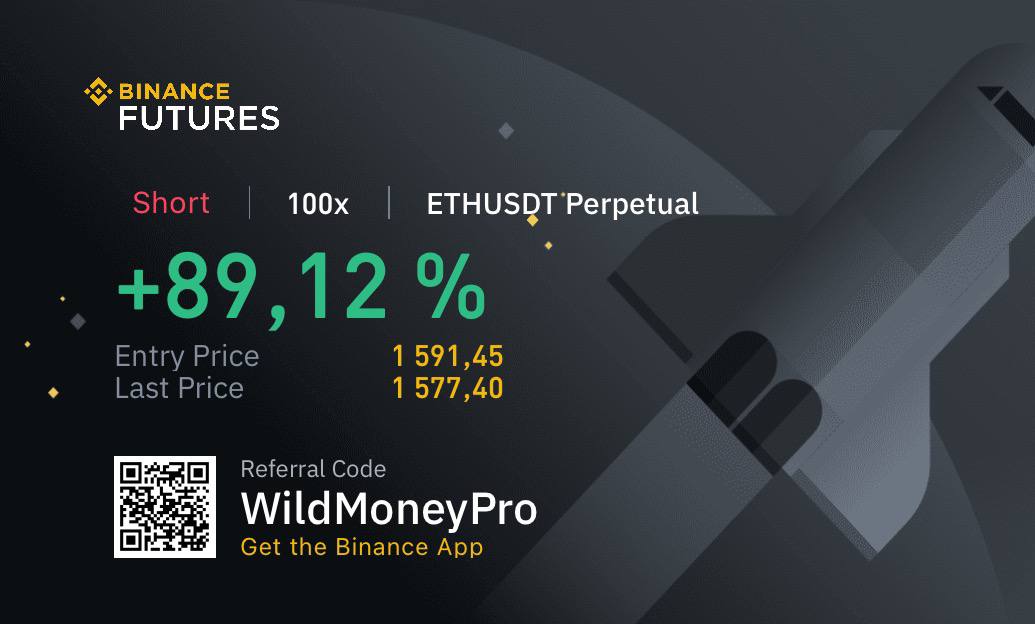 BINANCE
FUTURES
Short | 100x | ETHUSDT Perpetual
+89,12 %
Entry Price 1 591,45
Last Price 1 577,40
Referral Code
WildMoneyPro
Get the Binance App